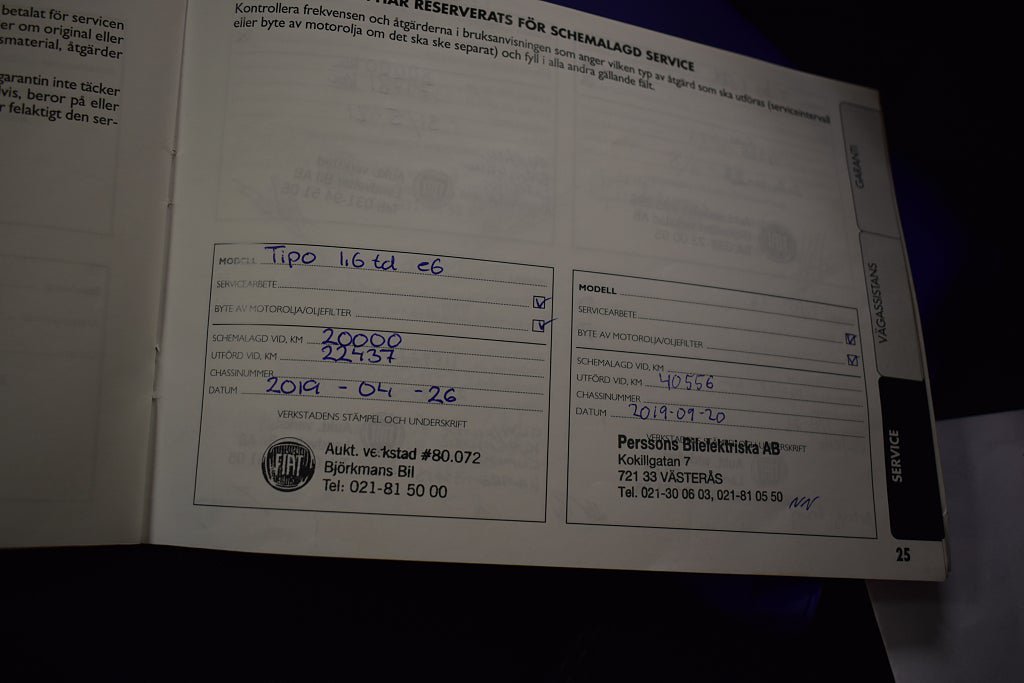 betalat för servicen
er om original eller
smaterial, åtgärder
garantin inte täcker
vis, beror på eller
r felaktigt den ser-
HAR RESERVERATS FÖR SCHEMALAGD SERVICE
Kontrollera frekvensen och åtgärderna i bruksanvisningen som anger vilken typ av åtgärd som ska utföras (serviceintervall
eller byte av motorolja om det ska ske separat) och fyll i alla andra gällande fält.
GARANTI
VÄGASSISTANS
SERVICE
MODELL Tipo 1.6 td e6
SERVICEARBETE
BYTE AV MOTOROLJA/OLJEFILTER
SCHEMALAGD VID, KM 20000
UTFÖRD VID, KM 22437
CHASSINUMMER
DATUM 2019-04-26
VERKSTADENS STÄMPEL OCH UNDERSKRIFT
FIAT
Aukt. verkstad #80.072
Björkmans Bil
Tel: 021-81 50 00
MODELL
SERVICEARBETE
BYTE AV MOTOROLJA/OLJEFILTER
SCHEMALAGD VID, KM
UTFÖRD VID, KM 40556
CHASSINUMMER
DATUM 2019-09-20
VERKSTADENS STÄMPEL OCH UNDERSKRIFT
Perssons Bilelektriska AB
Kokillgatan 7
721 33 VÄSTERÅS
Tel. 021-30 06 03, 021-81 05 50
25